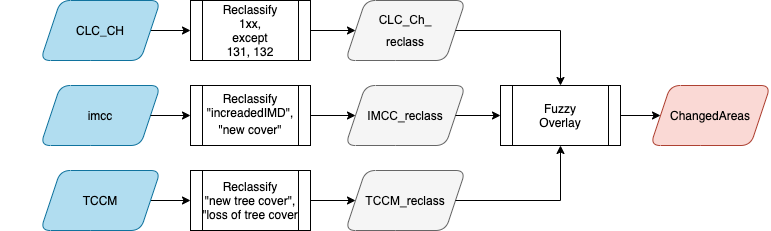 CLC_CH
Reclassify
1xx,
except
131, 132
CLC_Ch_
reclass
imcc
Reclassify
"increadedIMD",
"new cover"
IMCC_reclass
Fuzzy
Overlay
ChangedAreas
TCCM
Reclassify
"new tree cover",
"loss of tree cover
TCCM_reclass